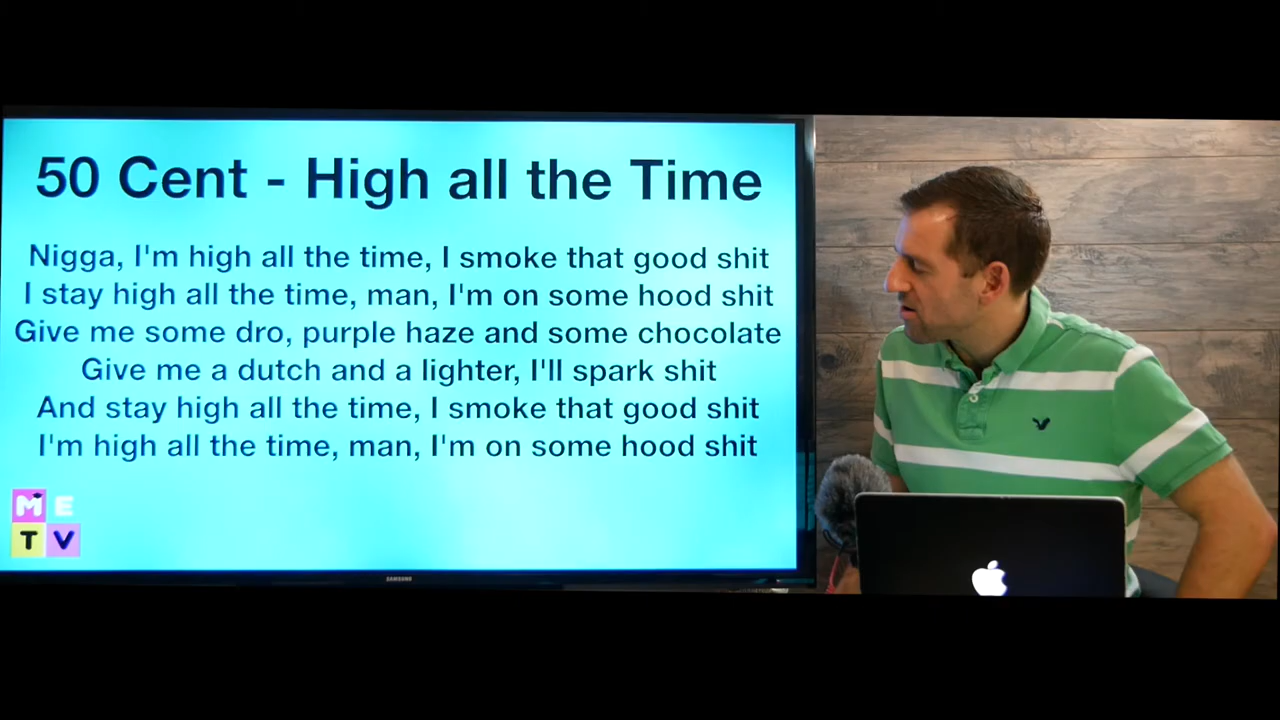 50 Cent - High all the Time
Nigga, I'm high all the time, I smoke that good shit
I stay high all the time, man, I'm on some hood shit
Give me some dro, purple haze and some chocolate
Give me a dutch and a lighter, I'll spark shit
And stay high all the time, I smoke that good shit
I'm high all the time, man, I'm on some hood shit
M E
T V
SAMSUNG